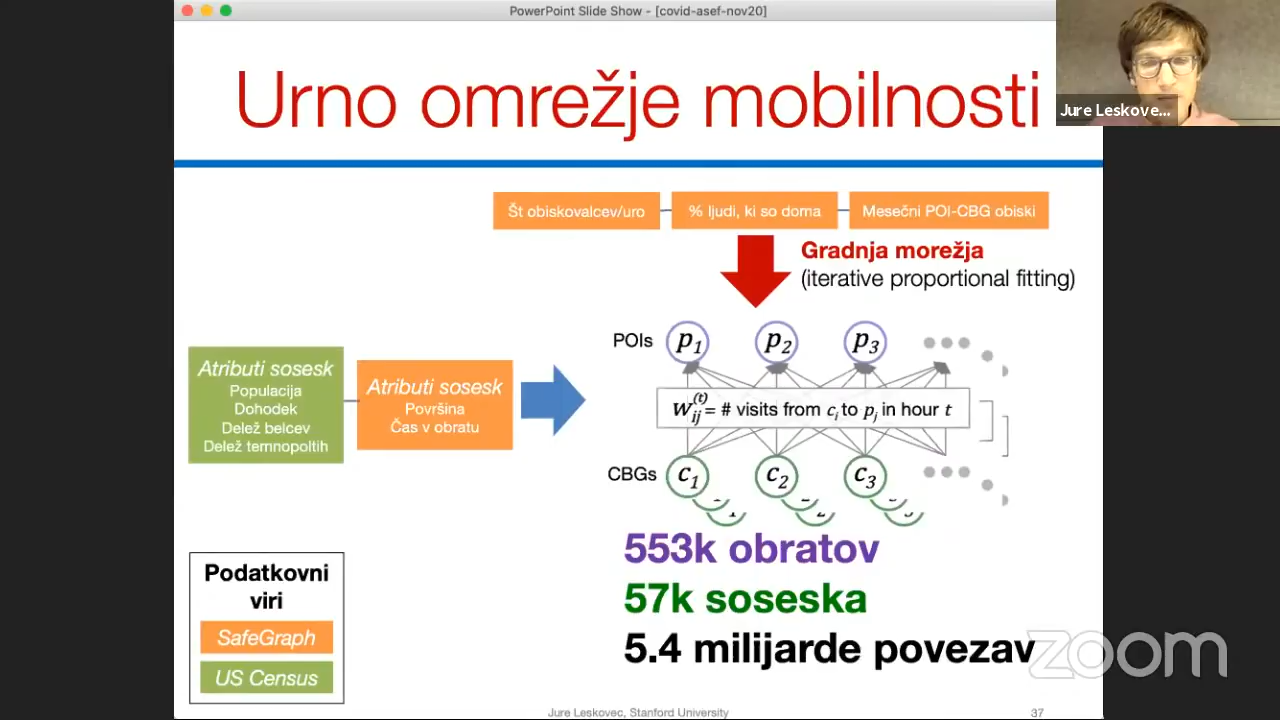 PowerPoint Slide Show - [covid-asef-nov20]
Jure Leskove...
Urno omrežje mobilnosti
Št obiskovalcev/uro
% ljudi, ki so doma
Mesečni POI-CBG obiski
Gradnja morežja
(iterative proportional fitting)
POIs
p1 p2 p3
Wij(t) = # visits from ci to pj in hour t
CBGs
c1 c2 c3
Atributi sosesk
Populacija
Dohodek
Delež belcev
Delež temnopoltih
Atributi sosesk
Površina
Čas v obratu
553k obratov
57k soseska
5.4 milijarde povezav
Podatkovni
viri
SafeGraph
US Census
zoom
Jure Leskovec, Stanford University
37